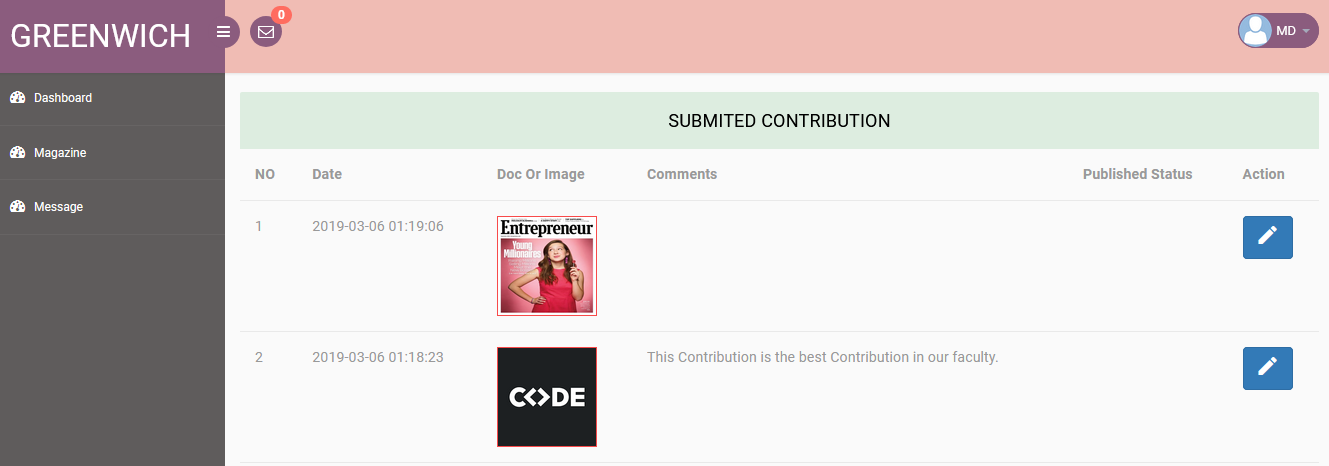 GREENWICH
0
MD
Dashboard
Magazine
Message
SUBMITED CONTRIBUTION
NO Date Doc Or Image Comments Published Status Action
1 2019-03-06 01:19:06
Entrepreneur
Young
Millionaires
2 2019-03-06 01:18:23 This Contribution is the best Contribution in our faculty.
C<>DE